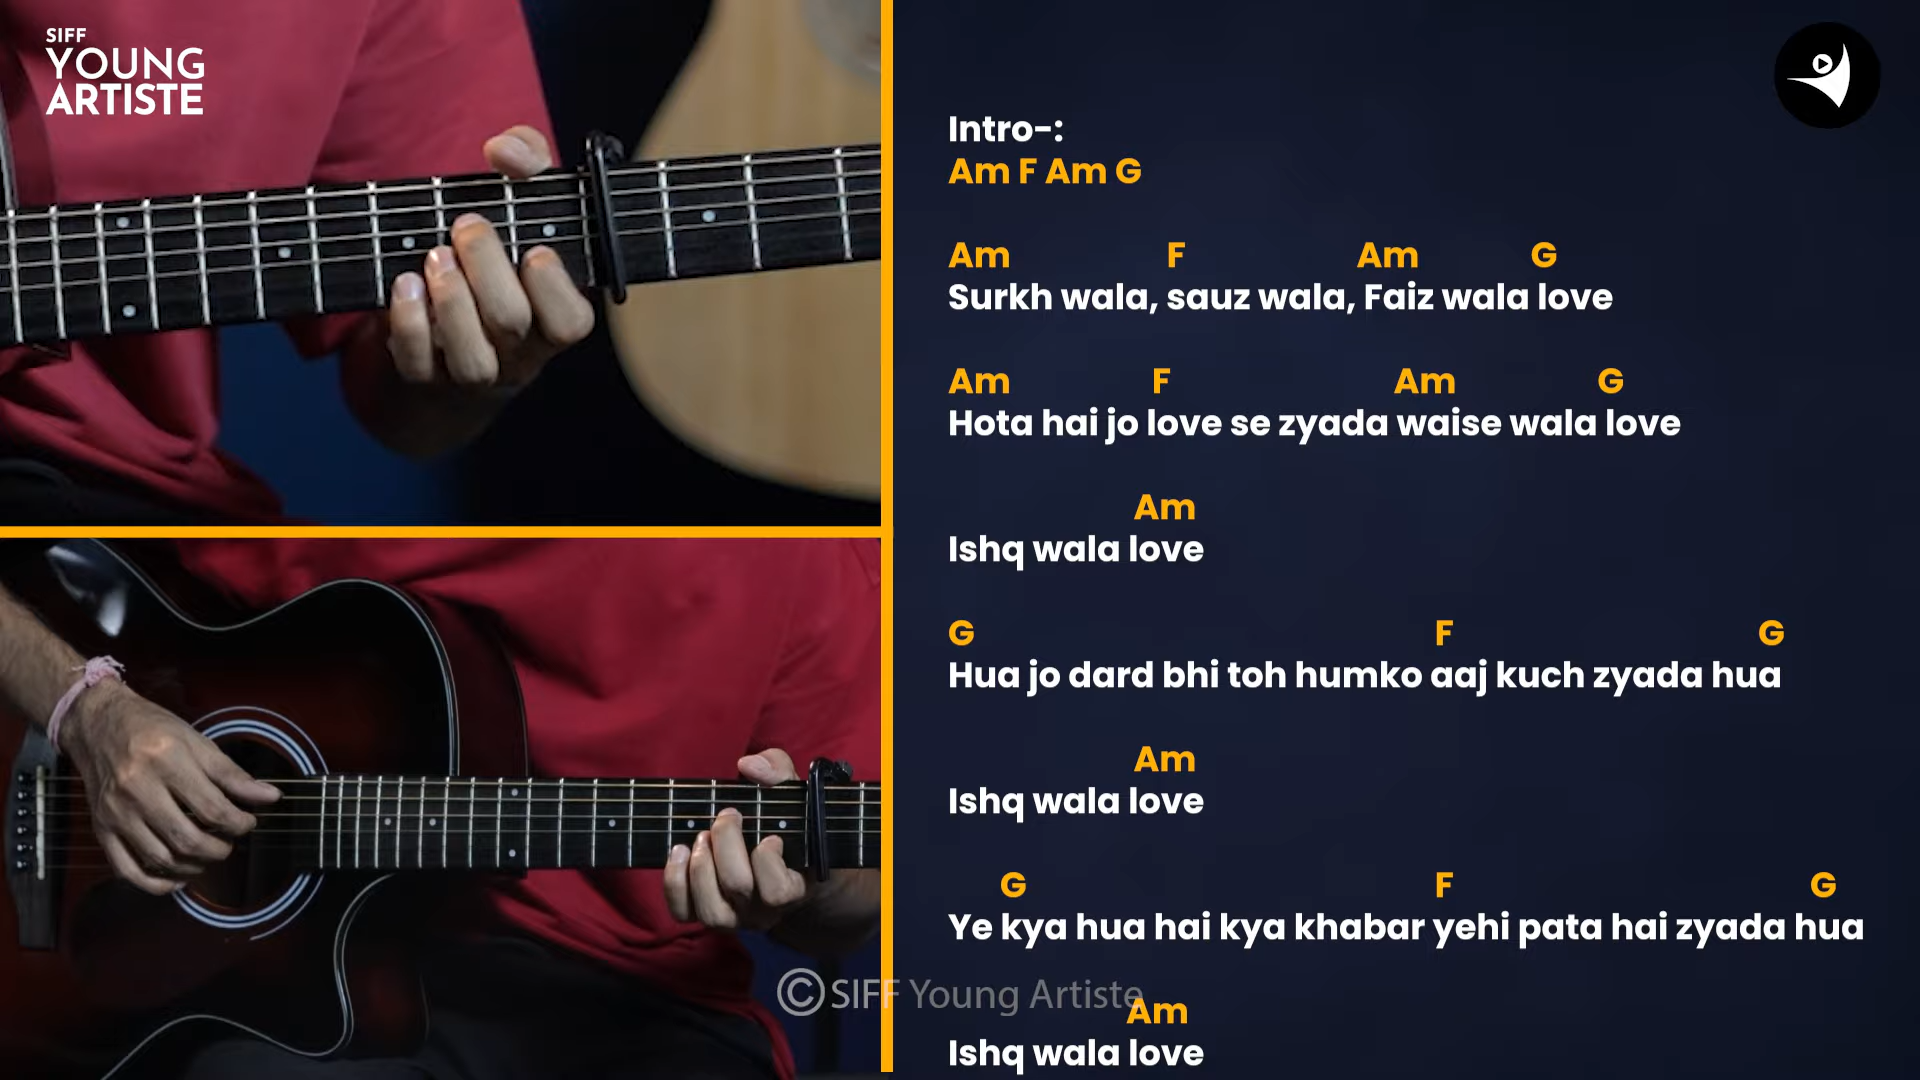 SIFF
YOUNG
ARTISTE
Intro-:
Am F Am G
Am F Am G
Surkh wala, sauz wala, Faiz wala love
Am F Am G
Hota hai jo love se zyada waise wala love
Am
Ishq wala love
G F G
Hua jo dard bhi toh humko aaj kuch zyada hua
Am
Ishq wala love
G F G
Ye kya hua hai kya khabar yehi pata hai zyada hua
© SIFF Young Artiste
Am
Ishq wala love